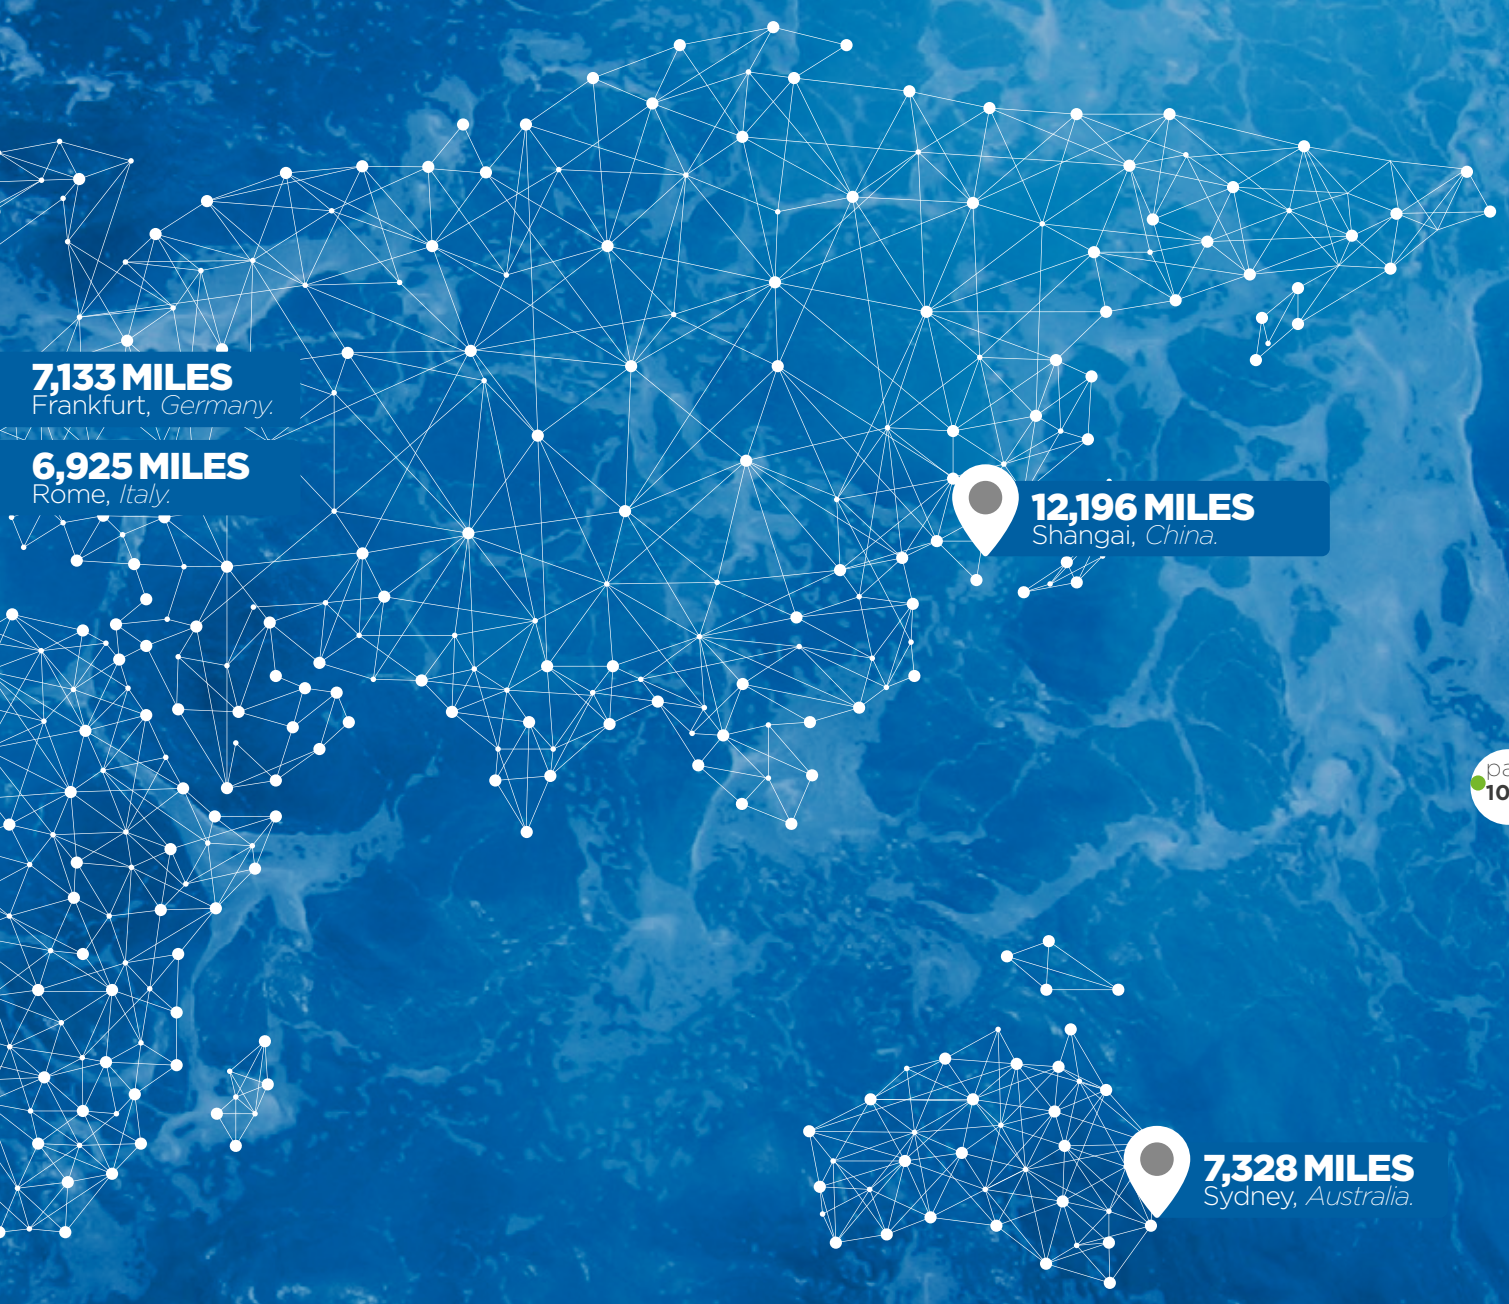 7,133 MILES
Frankfurt, Germany.
6,925 MILES
Rome, Italy.
12,196 MILES
Shangai, China.
10
7,328 MILES
Sydney, Australia.